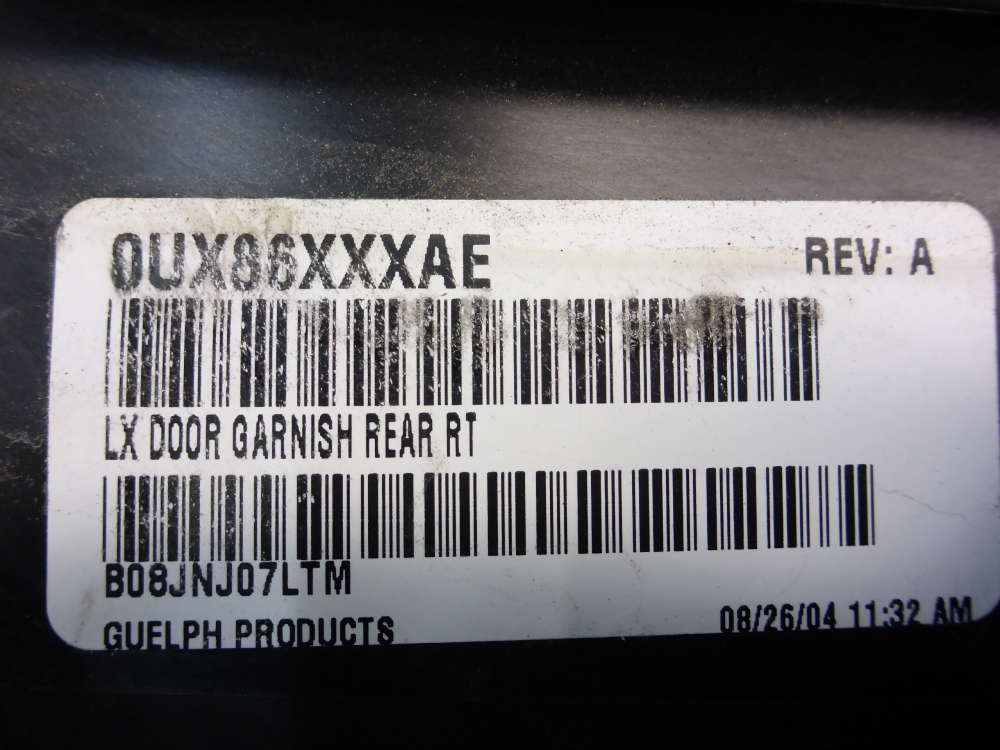 0UX86XXXAE REV: A
LX DOOR GARNISH REAR RT
B08JNJ07LTM
GUELPH PRODUCTS 08/26/04 11:32 AM